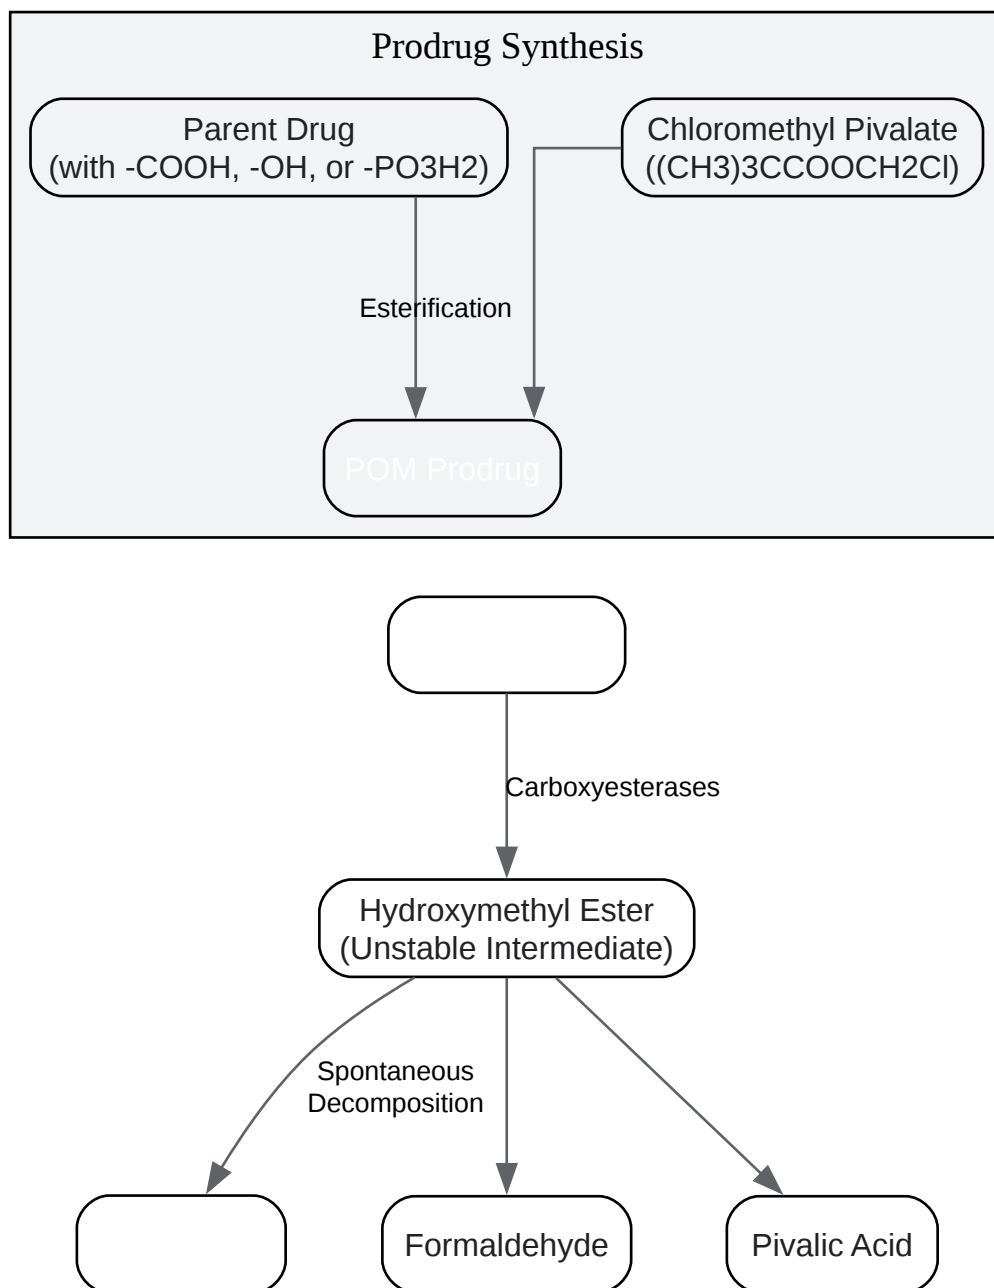 Prodrug Synthesis
Parent Drug
(with -COOH, -OH, or -PO3H2)
Chloromethyl Pivalate
((CH3)3CCOOCH2Cl)
Esterification
POM Prodrug
Carboxyesterases
Hydroxymethyl Ester
(Unstable Intermediate)
Spontaneous
Decomposition
Formaldehyde
Pivalic Acid